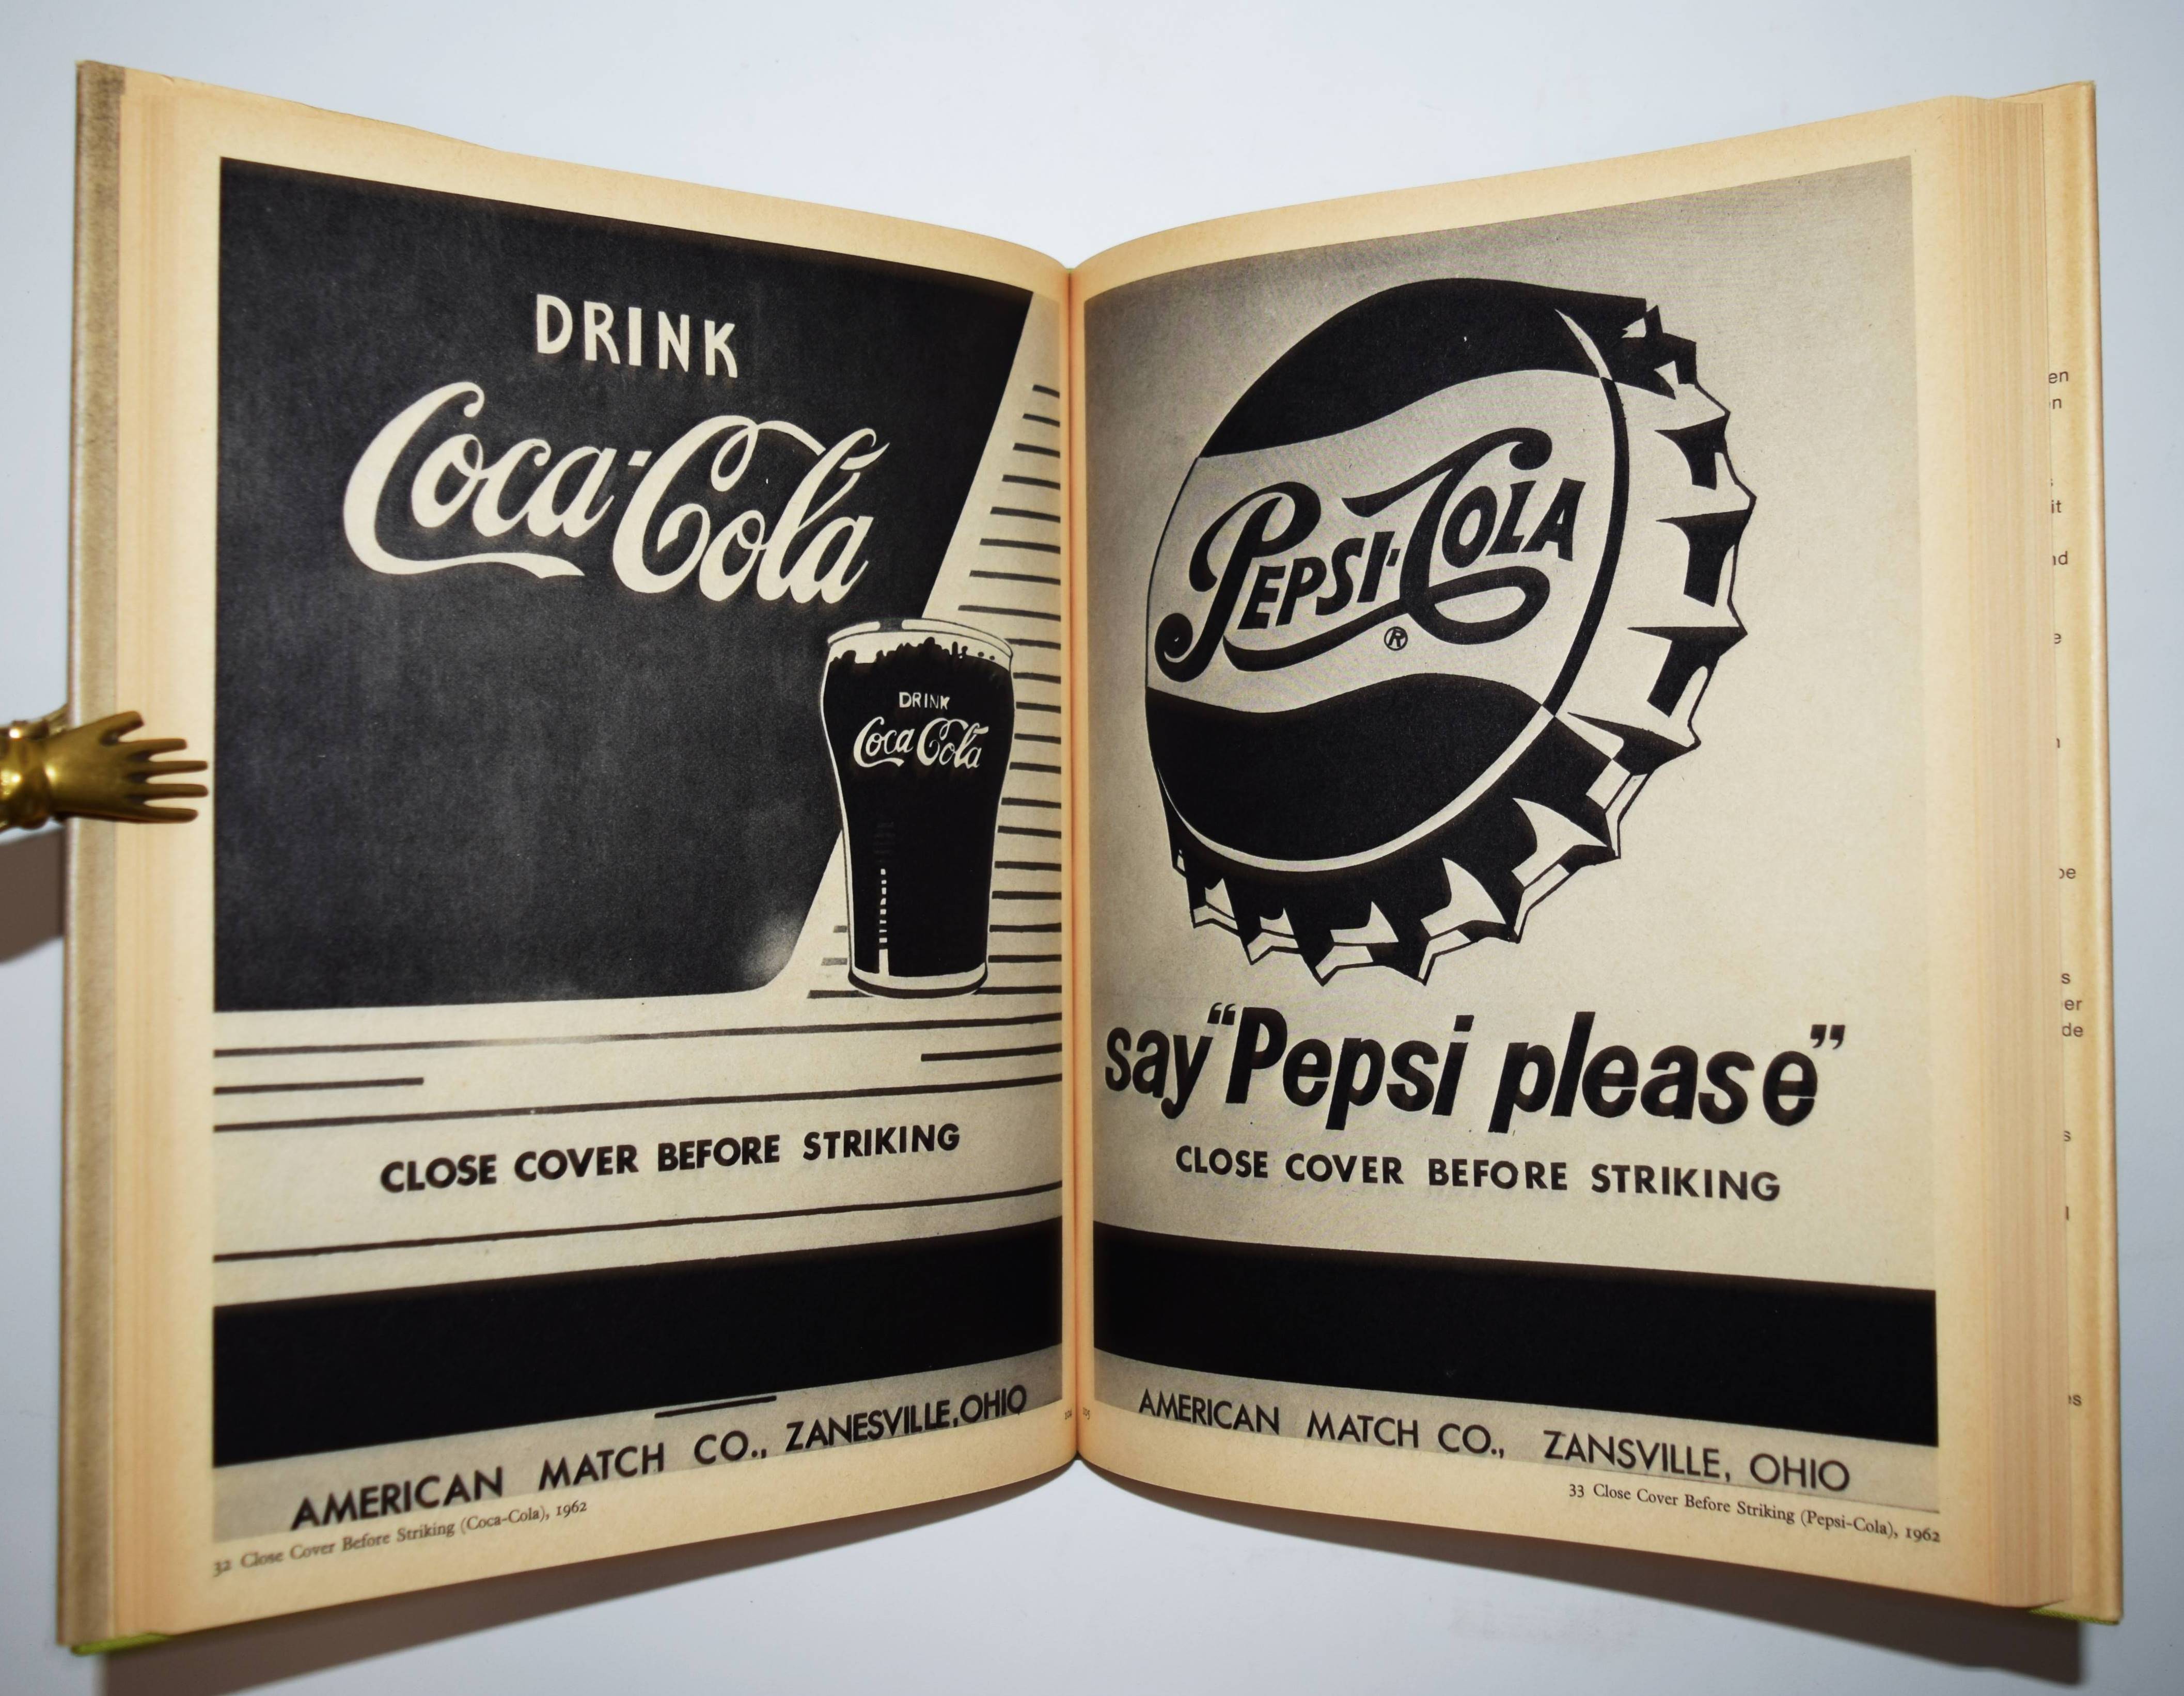 DRINK
Coca-Cola
DRINK
Coca Cola
CLOSE COVER BEFORE STRIKING
AMERICAN MATCH CO., ZANESVILLE, OHIO
32 Close Cover Before Striking (Coca-Cola), 1962
PEPSI-COLA
®
say "Pepsi please"
CLOSE COVER BEFORE STRIKING
AMERICAN MATCH CO., ZANSVILLE, OHIO
33 Close Cover Before Striking (Pepsi-Cola), 1962